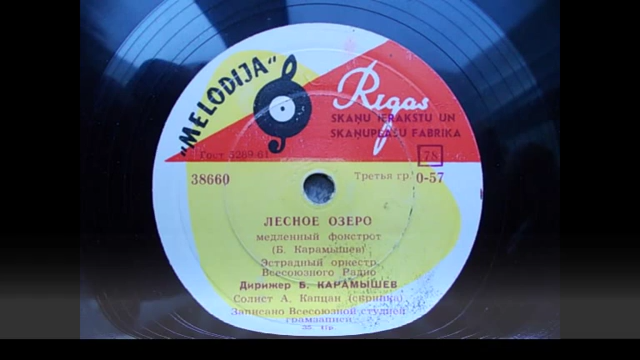 „MELODIJA"
Rīgas
SKAŅU IERAKSTU UN
SKAŅUPLAŠU FABRIKA
Гост 5289-61
78
38660
Третья гр. 0-57
ЛЕСНОЕ ОЗЕРО
медленный фокстрот
(Б. Карамышев)
Эстрадный оркестр
Всесоюзного Радио
Дирижер Б. КАРАМЫШЕВ
Солист А. Капцан (скрипка)
Записано Всесоюзной студией
грамзаписи